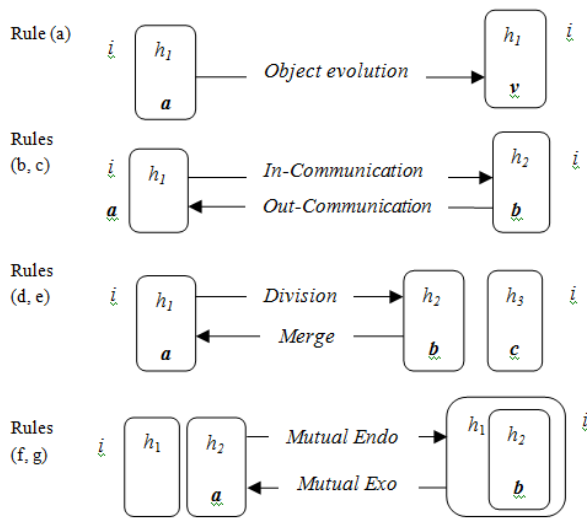 Rule (a) i h1 a Object evolution h1 v i
Rules
(b, c) i a h1 In-Communication h2 b i
Out-Communication
Rules
(d, e) i h1 a Division h2 b h3 c i
Merge
Rules
(f, g) i h1 h2 a Mutual Endo h1 h2 b i
Mutual Exo